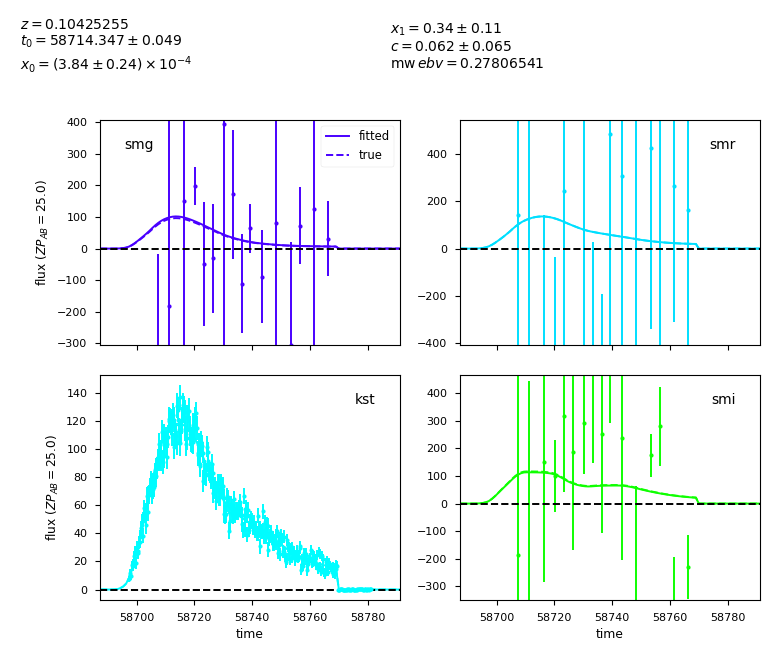 z = 0.10425255
t₀ = 58714.347 ± 0.049
x₀ = (3.84 ± 0.24) × 10⁻⁴
x₁ = 0.34 ± 0.11
c = 0.062 ± 0.065
mw ebv = 0.27806541
smg
fitted
true
400
300
200
100
0
−100
−200
−300
flux (ZP_AB = 25.0)
smr
400
200
0
−200
−400
kst
140
120
100
80
60
40
20
0
flux (ZP_AB = 25.0)
58700 58720 58740 58760 58780
time
smi
400
300
200
100
0
−100
−200
−300
58700 58720 58740 58760 58780
time